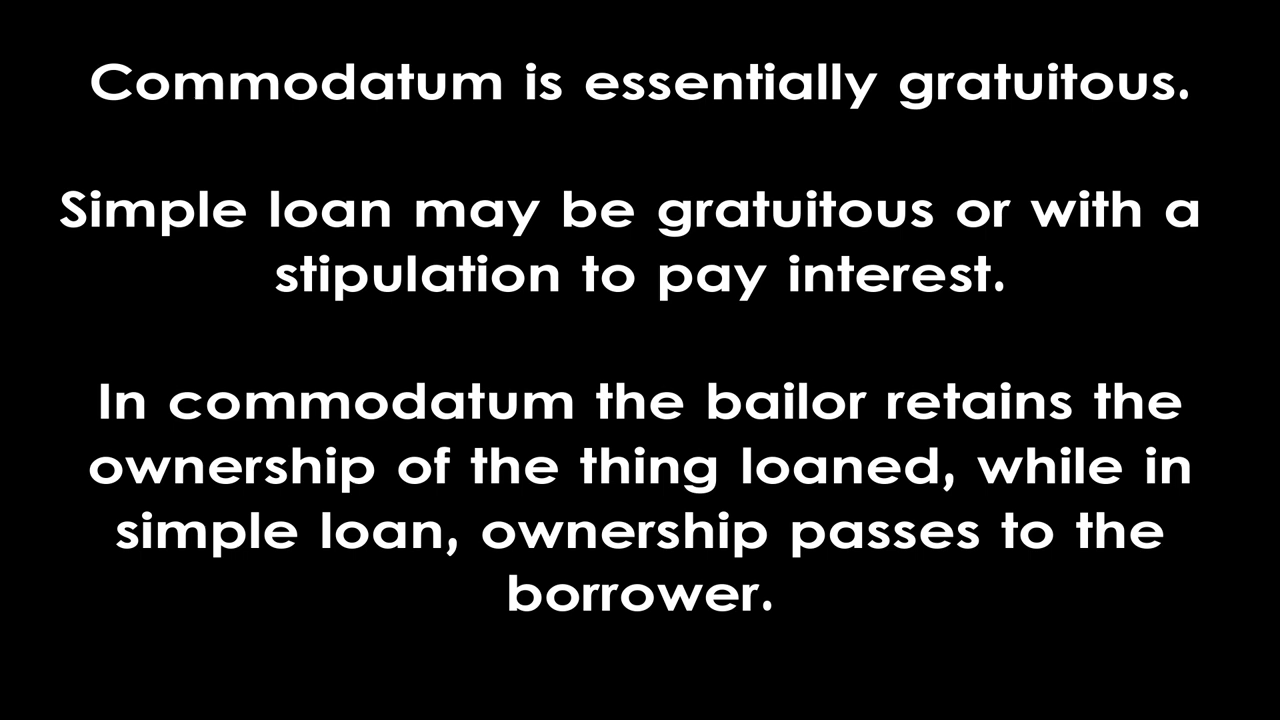 Commodatum is essentially gratuitous.
Simple loan may be gratuitous or with a
stipulation to pay interest.
In commodatum the bailor retains the
ownership of the thing loaned, while in
simple loan, ownership passes to the
borrower.